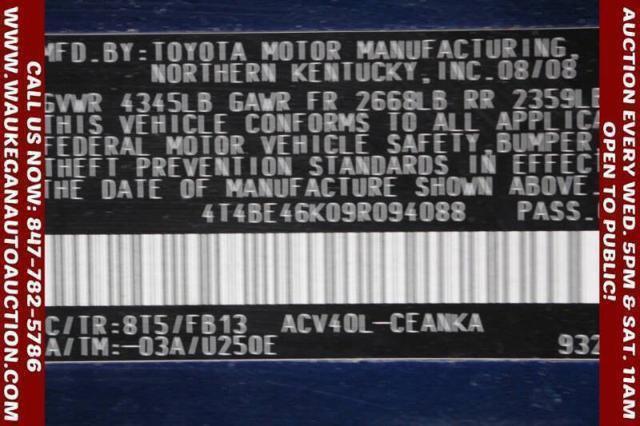 WWW.WAUKEGANAUTOAUCTION.COM
CALL US NOW: 847-782-5786
MFD.BY:TOYOTA MOTOR MANUFACTURING,
NORTHERN KENTUCKY,INC.08/08
GVWR 4345LB GAWR FR 2668LB RR 2359LB
THIS VEHICLE CONFORMS TO ALL APPLICA
FEDERAL MOTOR VEHICLE SAFETY,BUMPER
THEFT PREVENTION STANDARDS IN EFFECT
THE DATE OF MANUFACTURE SHOWN ABOVE.
4T4BE46K09R094088 PASS.
C/TR:8T5/FB13 ACV40L-CEANKA
A/TM:-03A/U250E 932
AUCTION EVERY WED. 5PM & SAT. 11AM
OPEN TO PUBLIC!